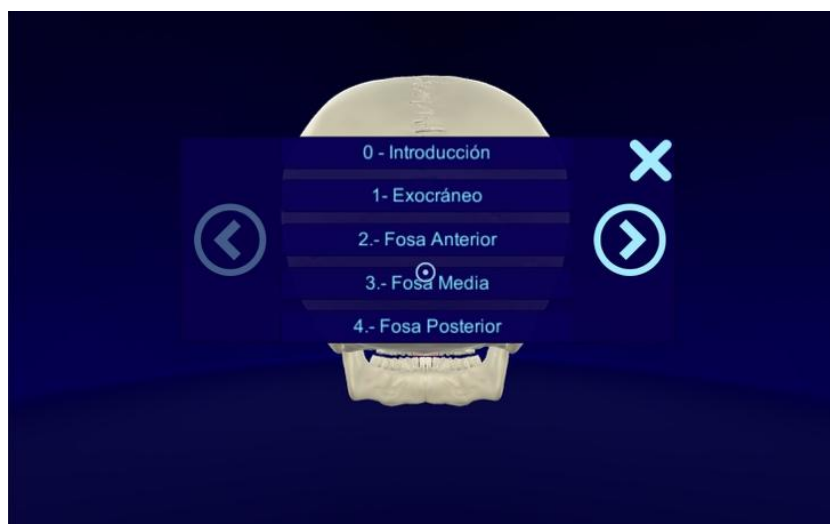 0 - Introducción
1- Exocráneo
2.- Fosa Anterior
3.- Fosa Media
4.- Fosa Posterior